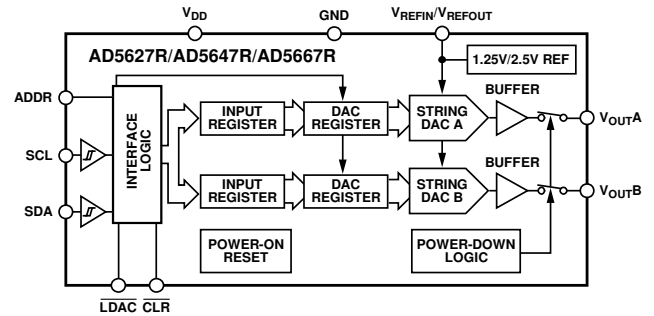 VDD
GND
VREFIN/VREFOUT
AD5627R/AD5647R/AD5667R
1.25V/2.5V REF
ADDR
SCL
SDA
INTERFACE
LOGIC
INPUT
REGISTER
DAC
REGISTER
STRING
DAC A
BUFFER
VOUTA
INPUT
REGISTER
DAC
REGISTER
STRING
DAC B
BUFFER
VOUTB
POWER-ON
RESET
POWER-DOWN
LOGIC
LDAC
CLR